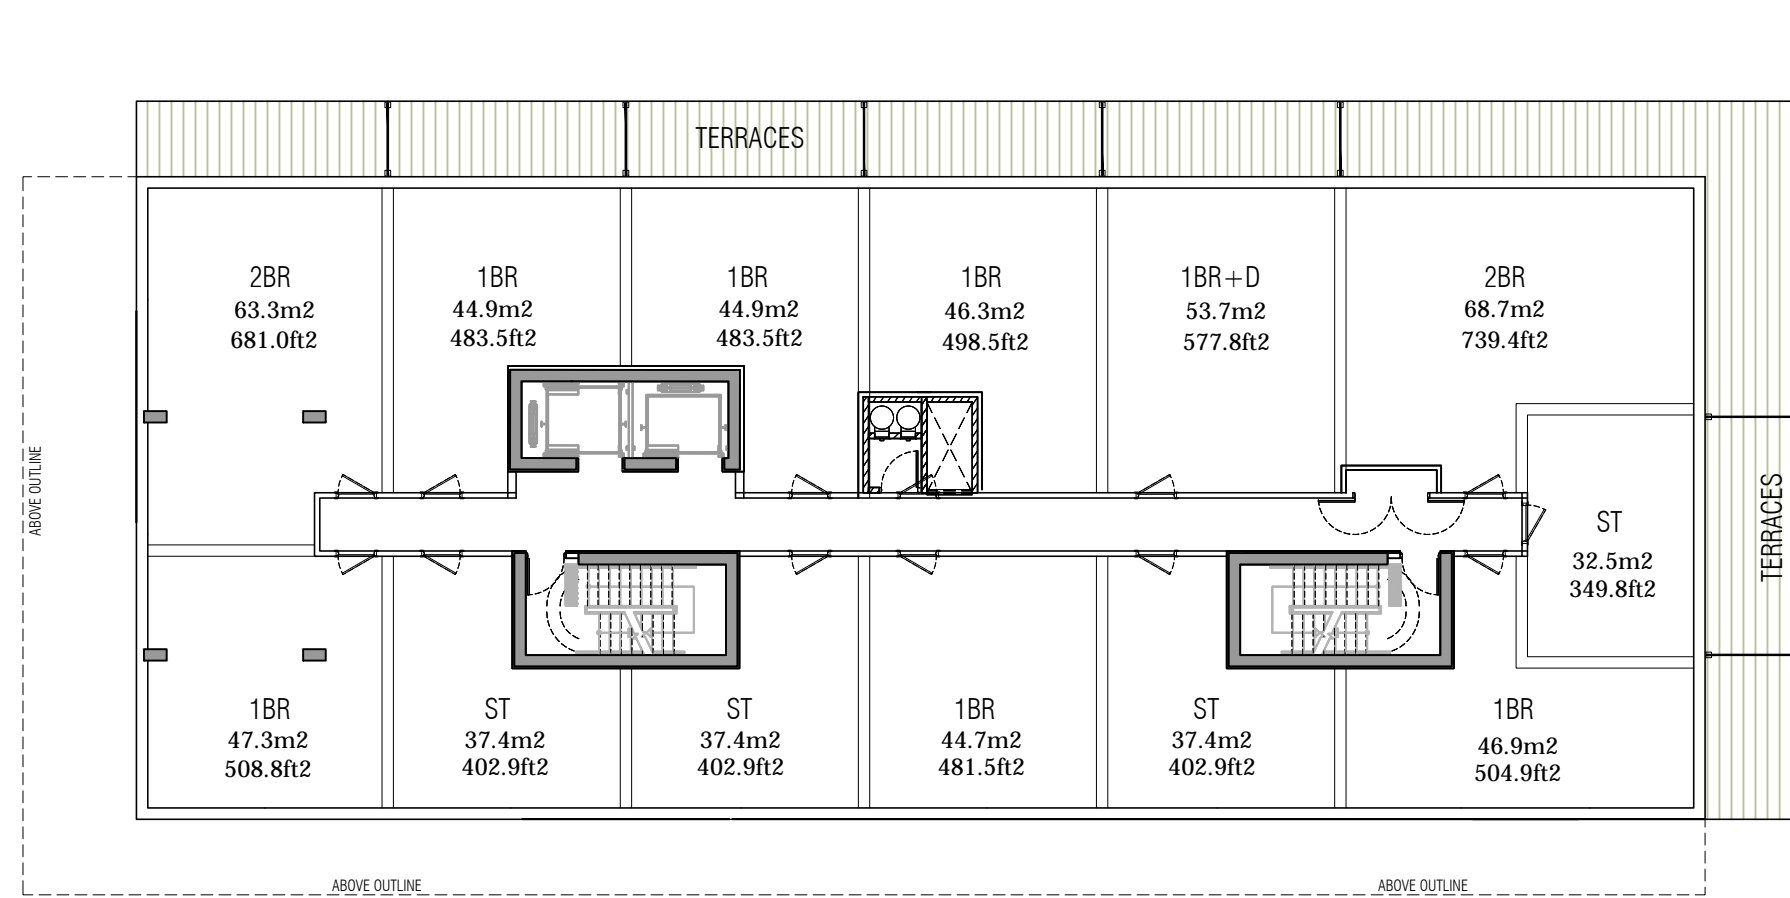 TERRACES
2BR
63.3m2
681.0ft2
1BR
44.9m2
483.5ft2
1BR
44.9m2
483.5ft2
1BR
46.3m2
498.5ft2
1BR+D
53.7m2
577.8ft2
2BR
68.7m2
739.4ft2
ABOVE OUTLINE
ST
32.5m2
349.8ft2
TERRACES
1BR
47.3m2
508.8ft2
ST
37.4m2
402.9ft2
ST
37.4m2
402.9ft2
1BR
44.7m2
481.5ft2
ST
37.4m2
402.9ft2
1BR
46.9m2
504.9ft2
ABOVE OUTLINE
ABOVE OUTLINE